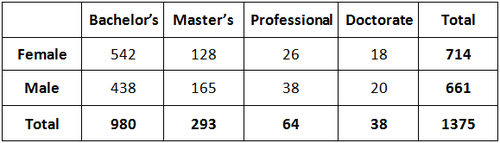 Bachelor's Master's Professional Doctorate Total
Female 542 128 26 18 714
Male 438 165 38 20 661
Total 980 293 64 38 1375